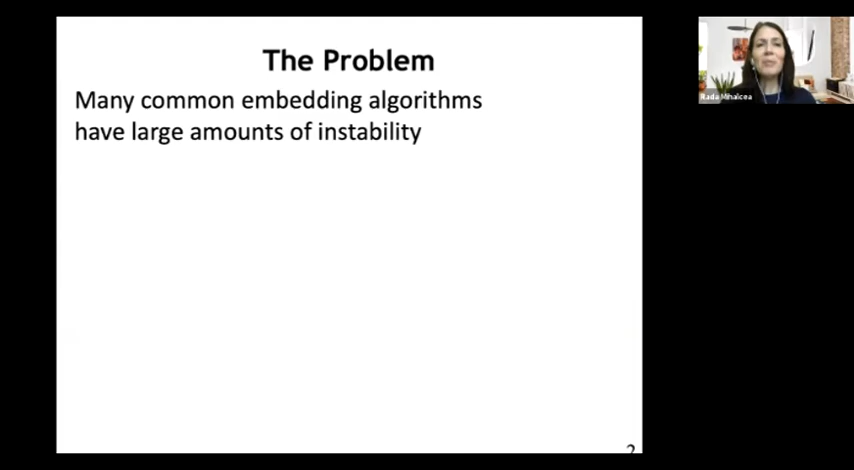 The Problem
Many common embedding algorithms
have large amounts of instability
Rada Mihalcea
2